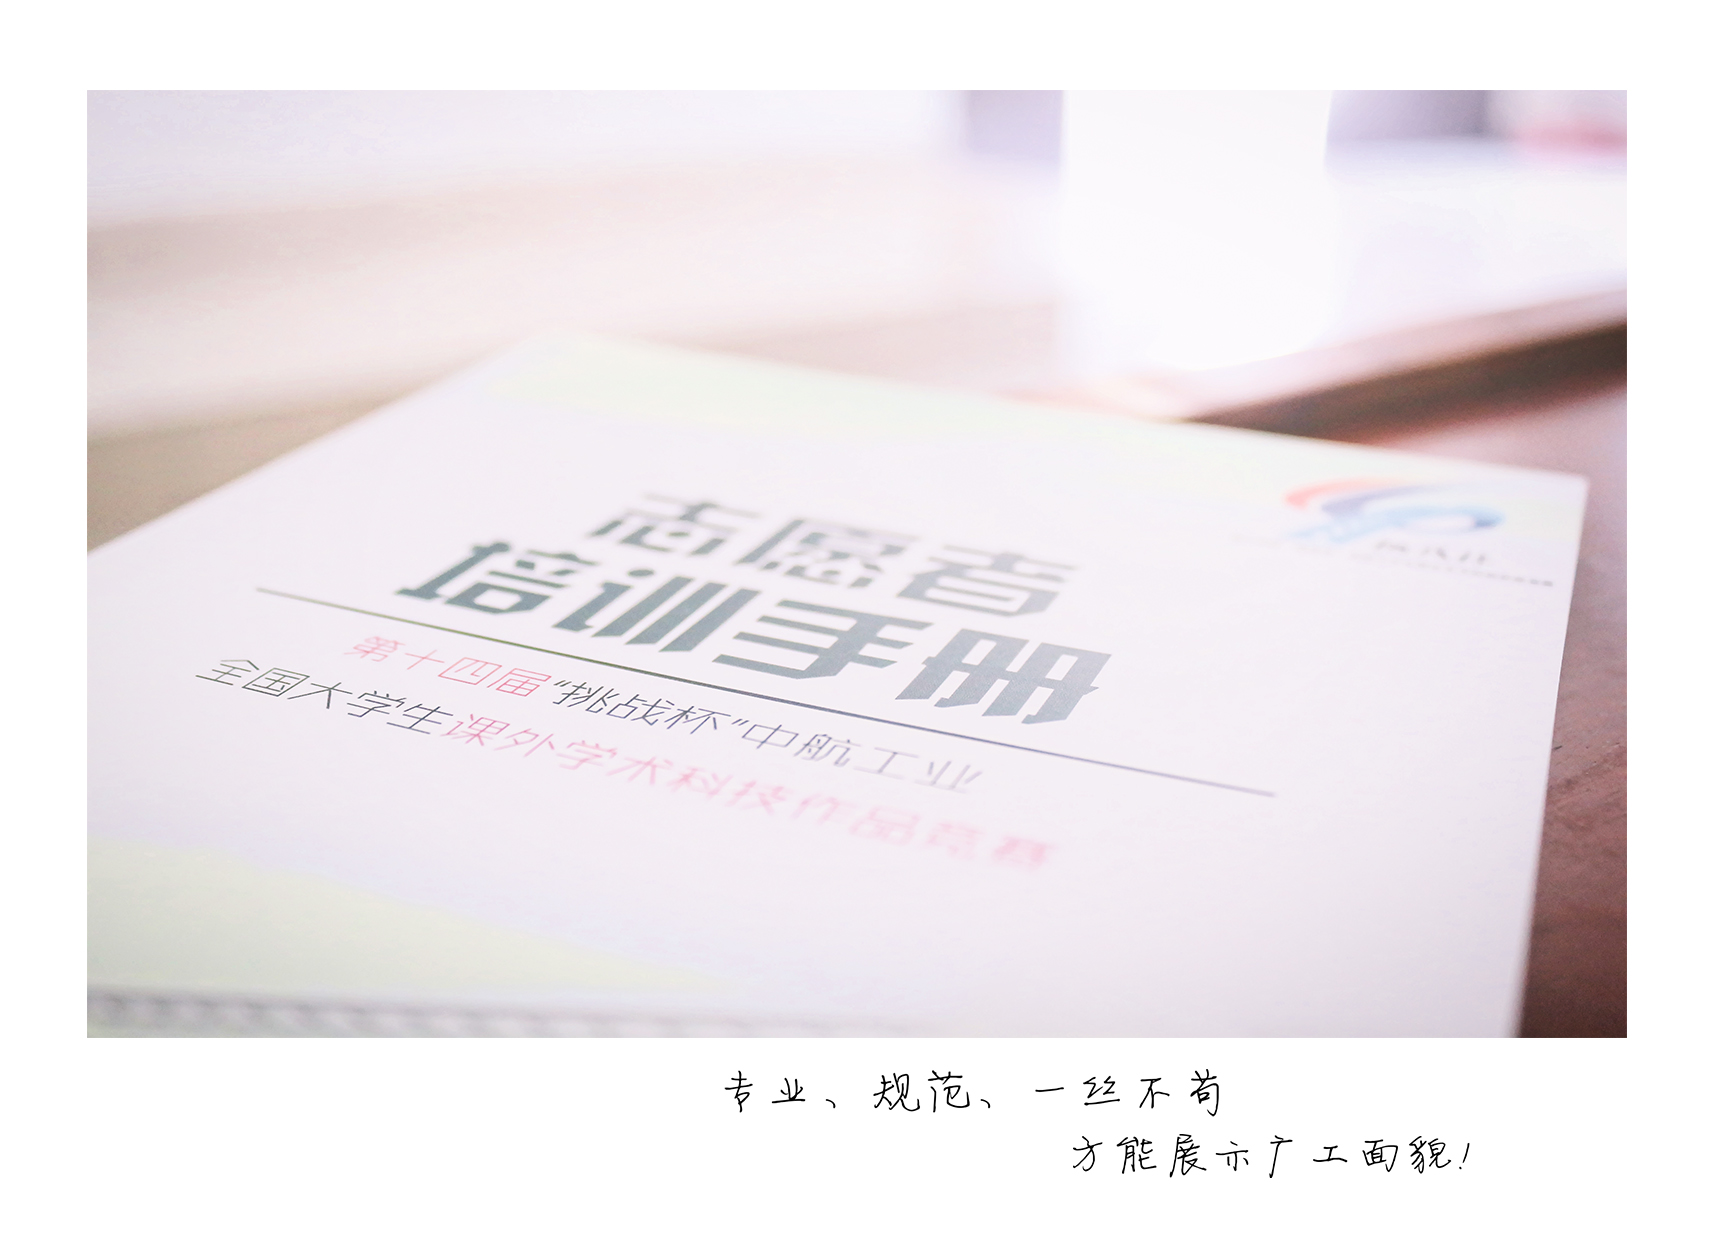 志愿者
培训手册
第十四届“挑战杯”中航工业
全国大学生课外学术科技作品竞赛
专业、规范、一丝不苟
方能展示广工面貌!